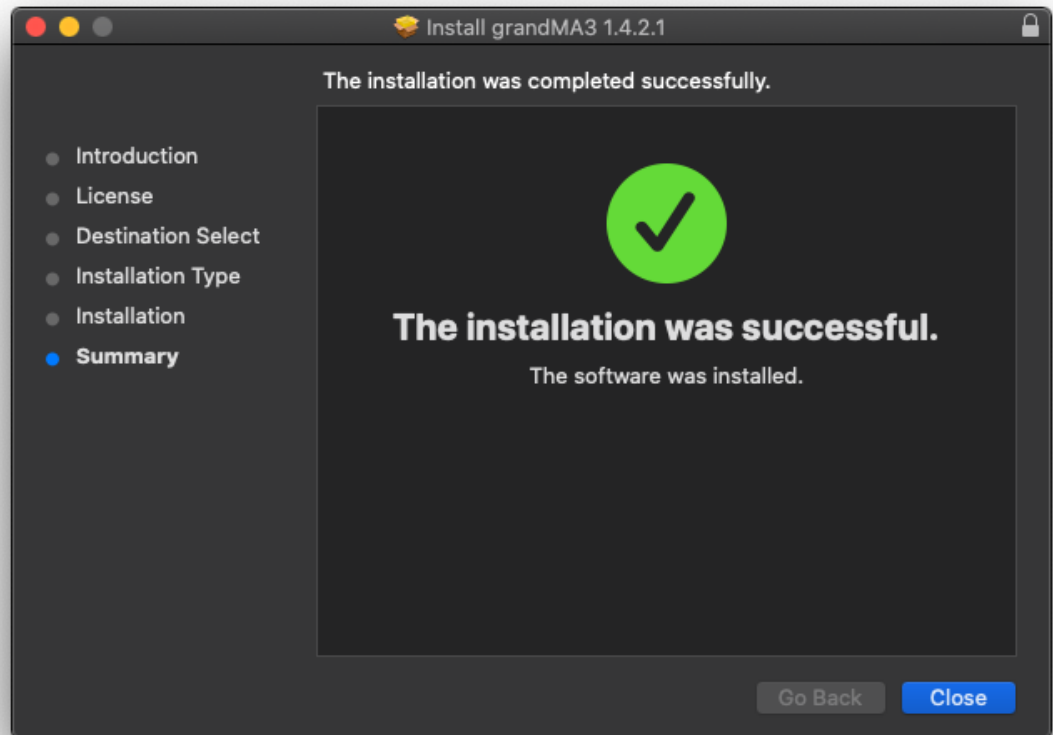 Install grandMA3 1.4.2.1
The installation was completed successfully.
Introduction
License
Destination Select
Installation Type
Installation
Summary
The installation was successful.
The software was installed.
Go Back
Close